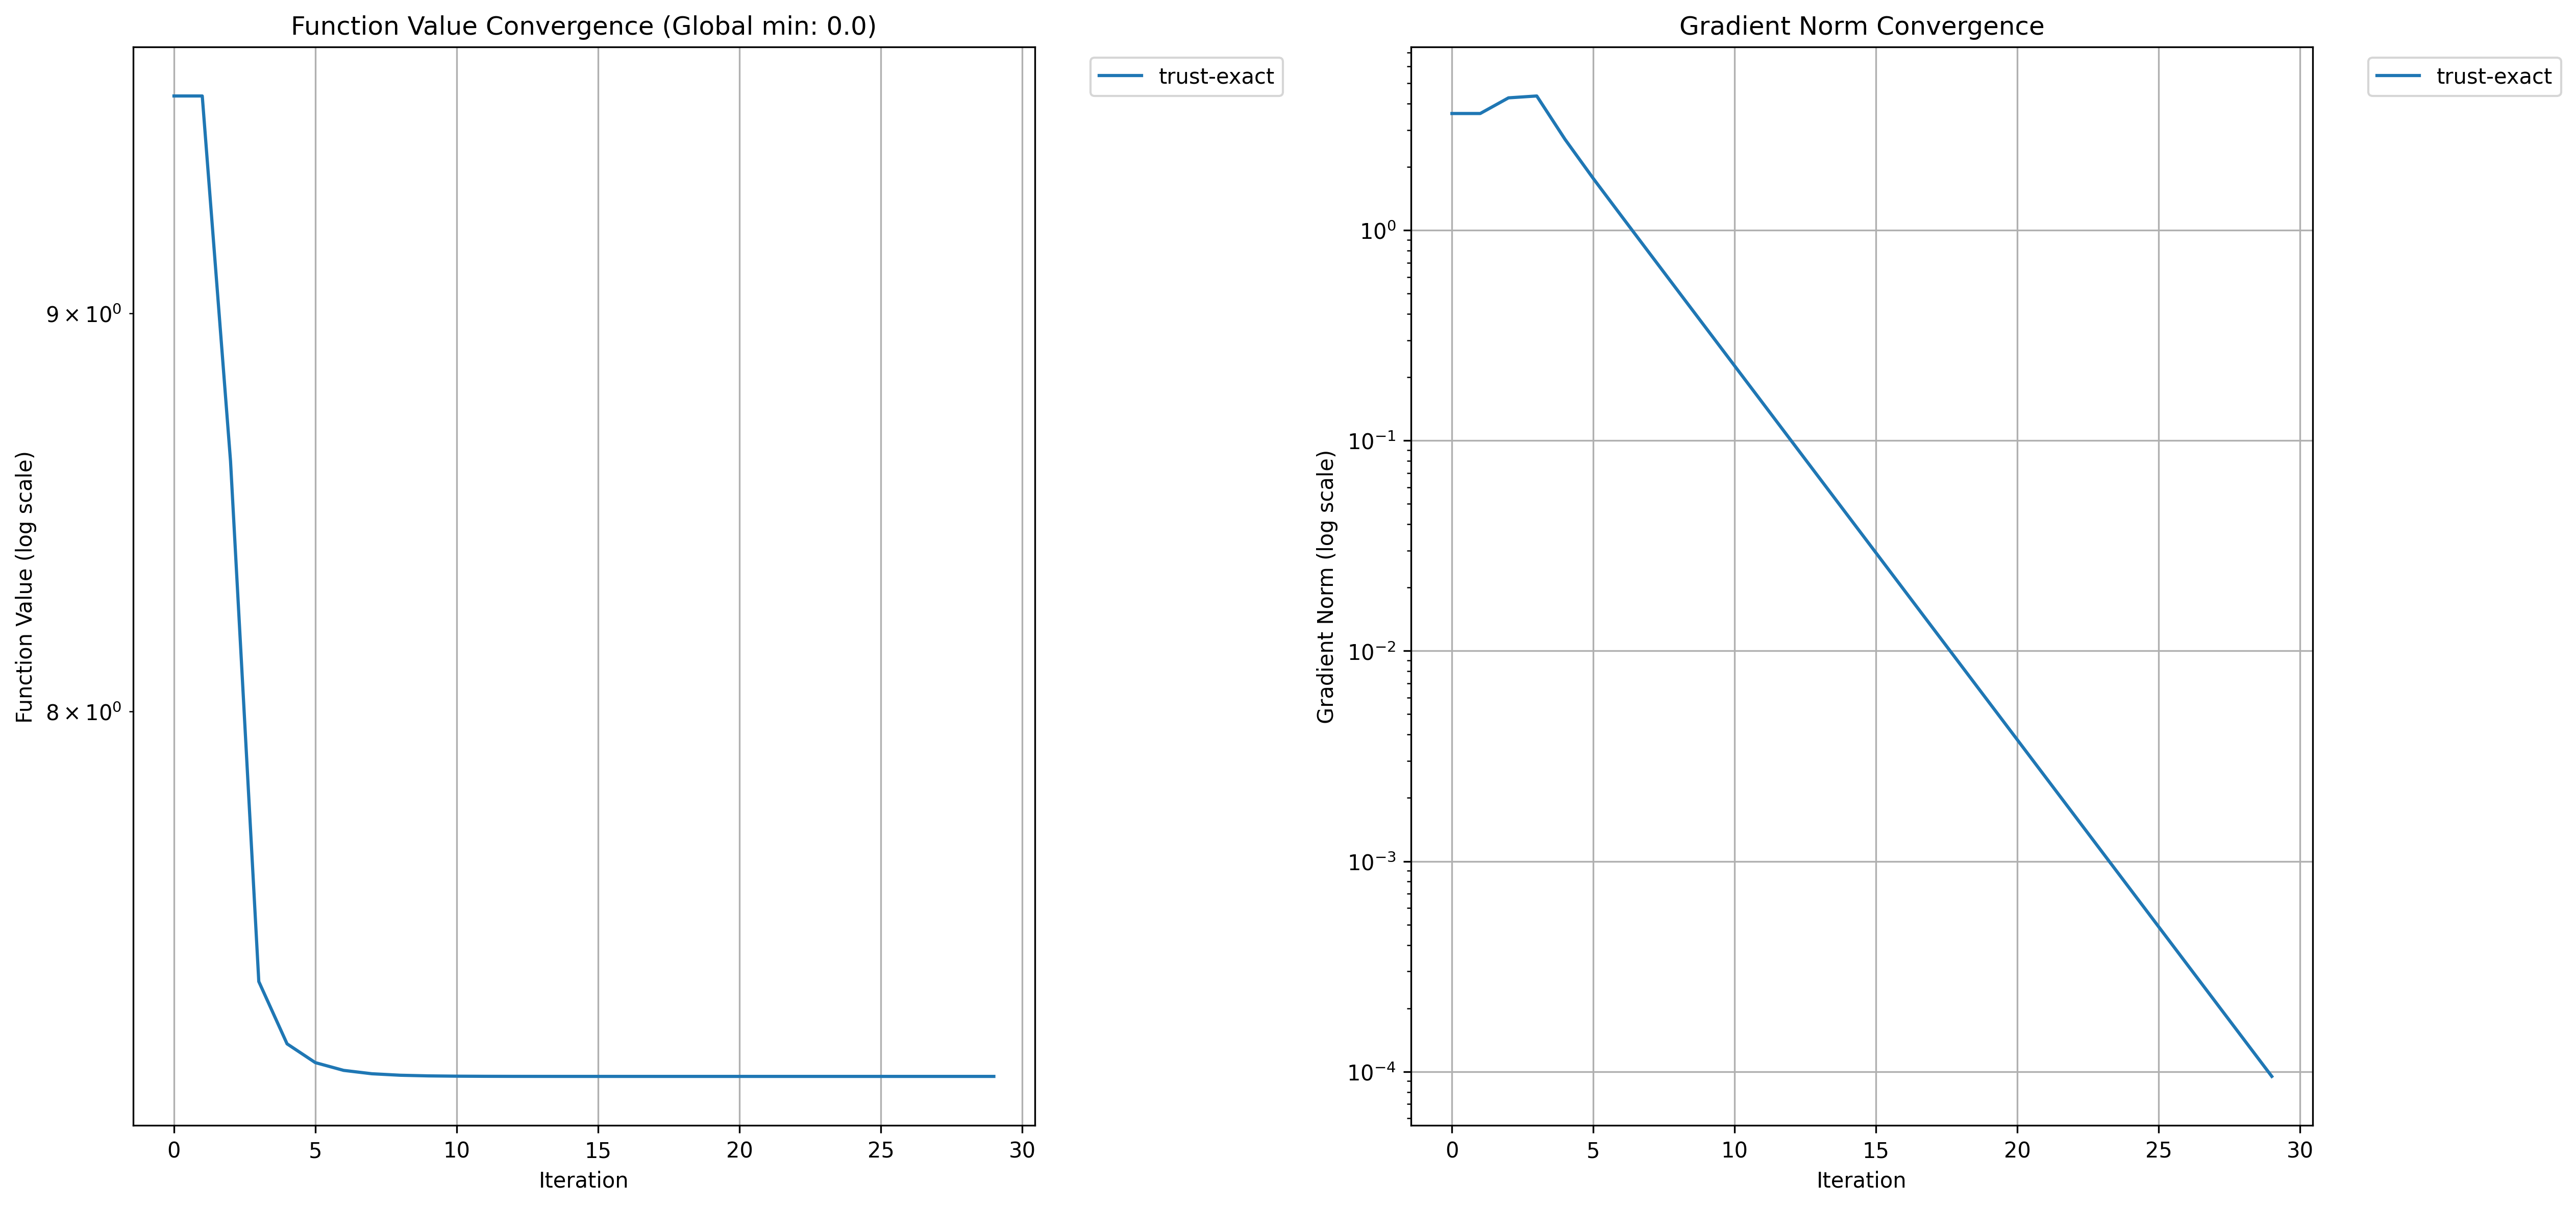 Function Value Convergence (Global min: 0.0)
trust-exact
9 × 10⁰
8 × 10⁰
Function Value (log scale)
0 5 10 15 20 25 30
Iteration
Gradient Norm Convergence
trust-exact
10⁰
10⁻¹
10⁻²
10⁻³
10⁻⁴
Gradient Norm (log scale)
0 5 10 15 20 25 30
Iteration